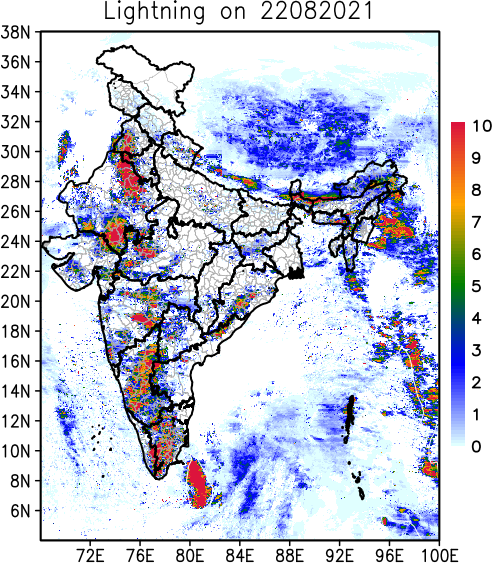 Lightning on 22082021
38N
36N
34N
32N
30N
28N
26N
24N
22N
20N
18N
16N
14N
12N
10N
8N
6N
10
9
8
7
6
5
4
3
2
1
0
72E 76E 80E 84E 88E 92E 96E 100E